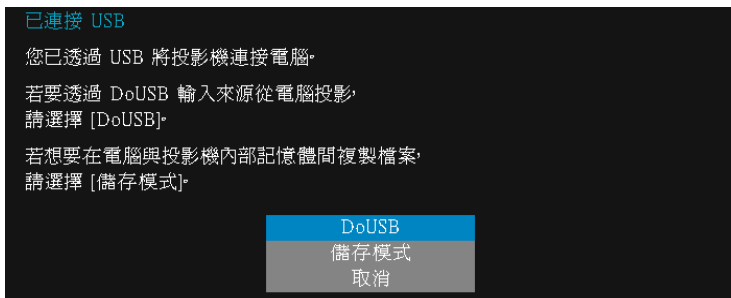 已連接 USB
您已透過 USB 將投影機連接電腦。
若要透過 DoUSB 輸入來源從電腦投影，
請選擇 [DoUSB]。
若想要在電腦與投影機內部記憶體間複製檔案，
請選擇 [儲存模式]。
DoUSB
儲存模式
取消